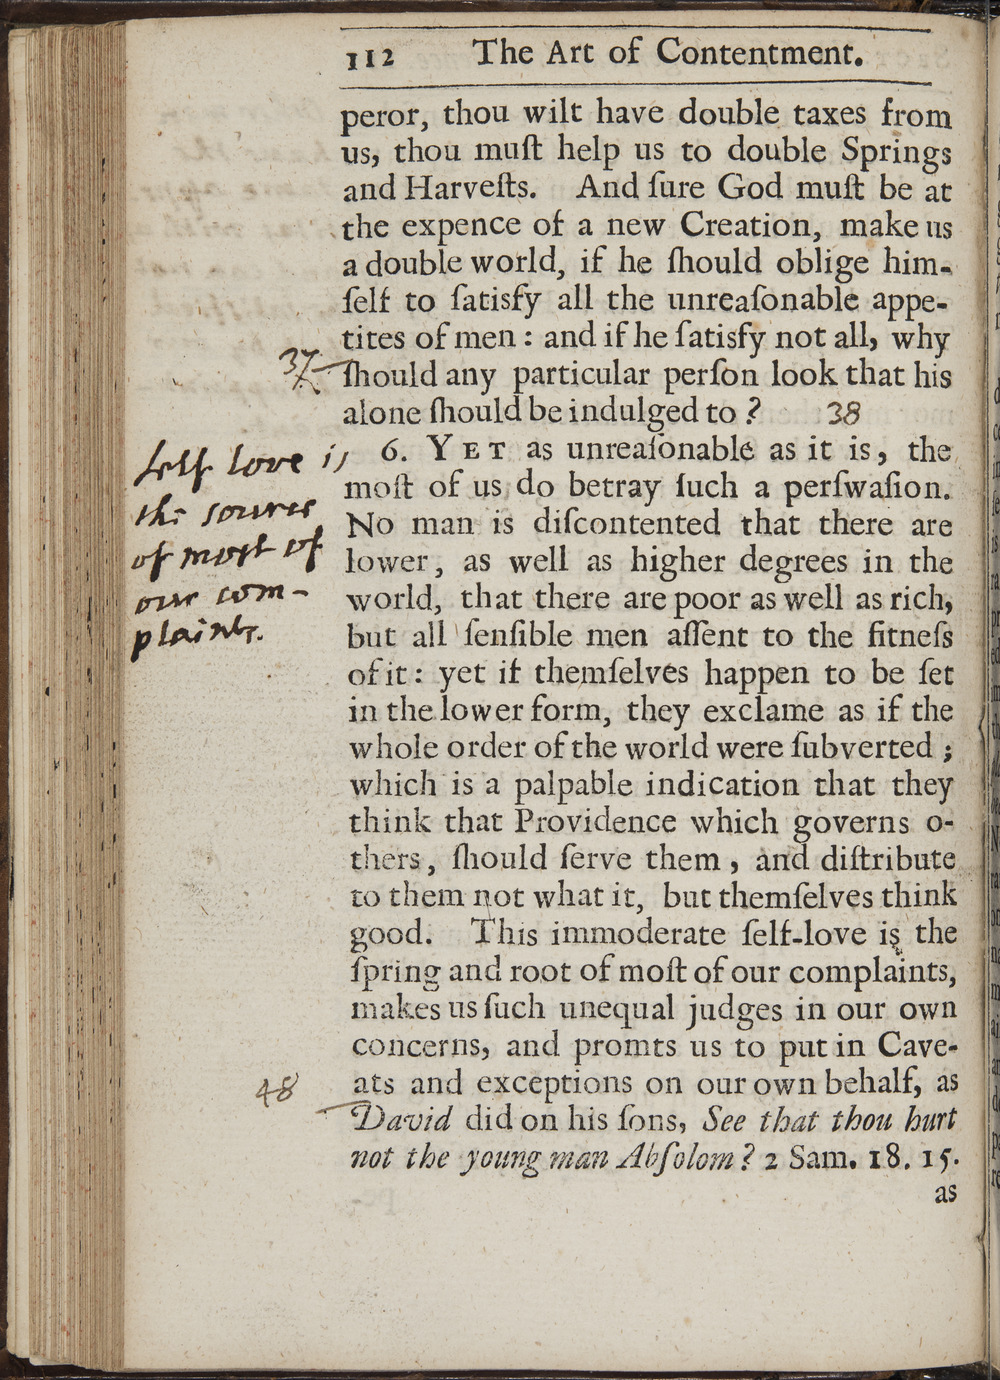 112 The Art of Contentment.
peror, thou wilt have double taxes from
us, thou muſt help us to double Springs
and Harveſts. And ſure God muſt be at
the expence of a new Creation, make us
a double world, if he ſhould oblige him-
ſelf to ſatisfy all the unreaſonable appe-
tites of men : and if he ſatisfy not all, why
37
ſhould any particular perſon look that his
alone ſhould be indulged to ? 38
6. YET as unreaſonable as it is, the
moſt of us do betray ſuch a perſwaſion.
No man is diſcontented that there are
lower, as well as higher degrees in the
world, that there are poor as well as rich,
but all ſenſible men aſſent to the fitneſs
of it : yet if themſelves happen to be ſet
in the lower form, they exclame as if the
whole order of the world were ſubverted ;
which is a palpable indication that they
think that Providence which governs o-
thers, ſhould ſerve them, and diſtribute
to them not what it, but themſelves think
good. This immoderate ſelf-love is the
ſpring and root of moſt of our complaints,
makes us ſuch unequal judges in our own
concerns, and promts us to put in Cave-
ats and exceptions on our own behalf, as
David did on his ſons, See that thou hurt
not the young man Abſolom ? 2 Sam. 18. 15.
as
self love is
the source
of most of
our com-
plaints.
48